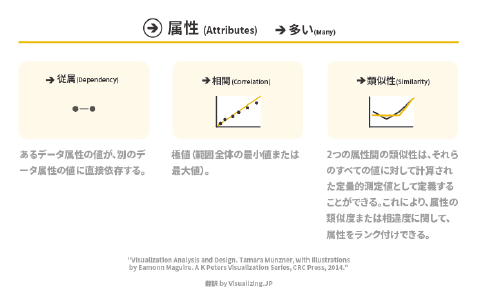 属性 (Attributes) 多い(Many)
従属(Dependency)
相関(Correlation)
類似性(Similarity)
あるデータ属性の値が、別のデ
ータ属性の値に直接依存する。
極値（範囲全体の最小値または
最大値）。
2つの属性間の類似性は、それら
のすべての値に対して計算され
た定量的測定値として定義する
ことができる。これにより、属性の
類似度または相違度に関して、
属性をランク付けできる。
"Visualization Analysis and Design. Tamara Munzner, with illustrations
by Eamonn Maguire. A K Peters Visualization Series, CRC Press, 2014."
翻訳 by Visualizing.JP